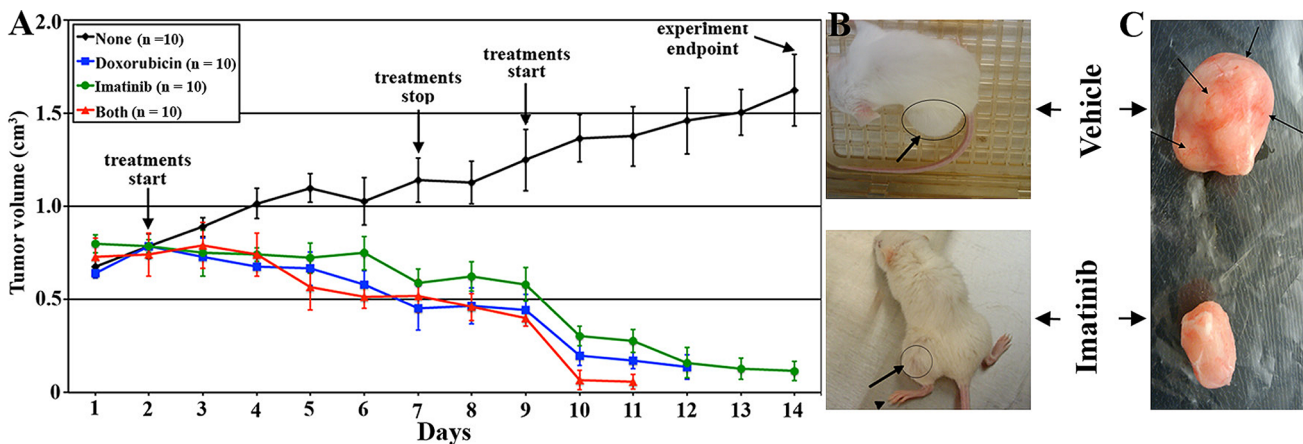 A
B
C
2.0
1.5
1.0
0.5
0
Tumor volume (cm³)
None (n =10)
Doxorubicin (n = 10)
Imatinib (n = 10)
Both (n = 10)
treatments
start
treatments
stop
treatments
start
experiment
endpoint
1 2 3 4 5 6 7 8 9 10 11 12 13 14
Days
Vehicle
Imatinib